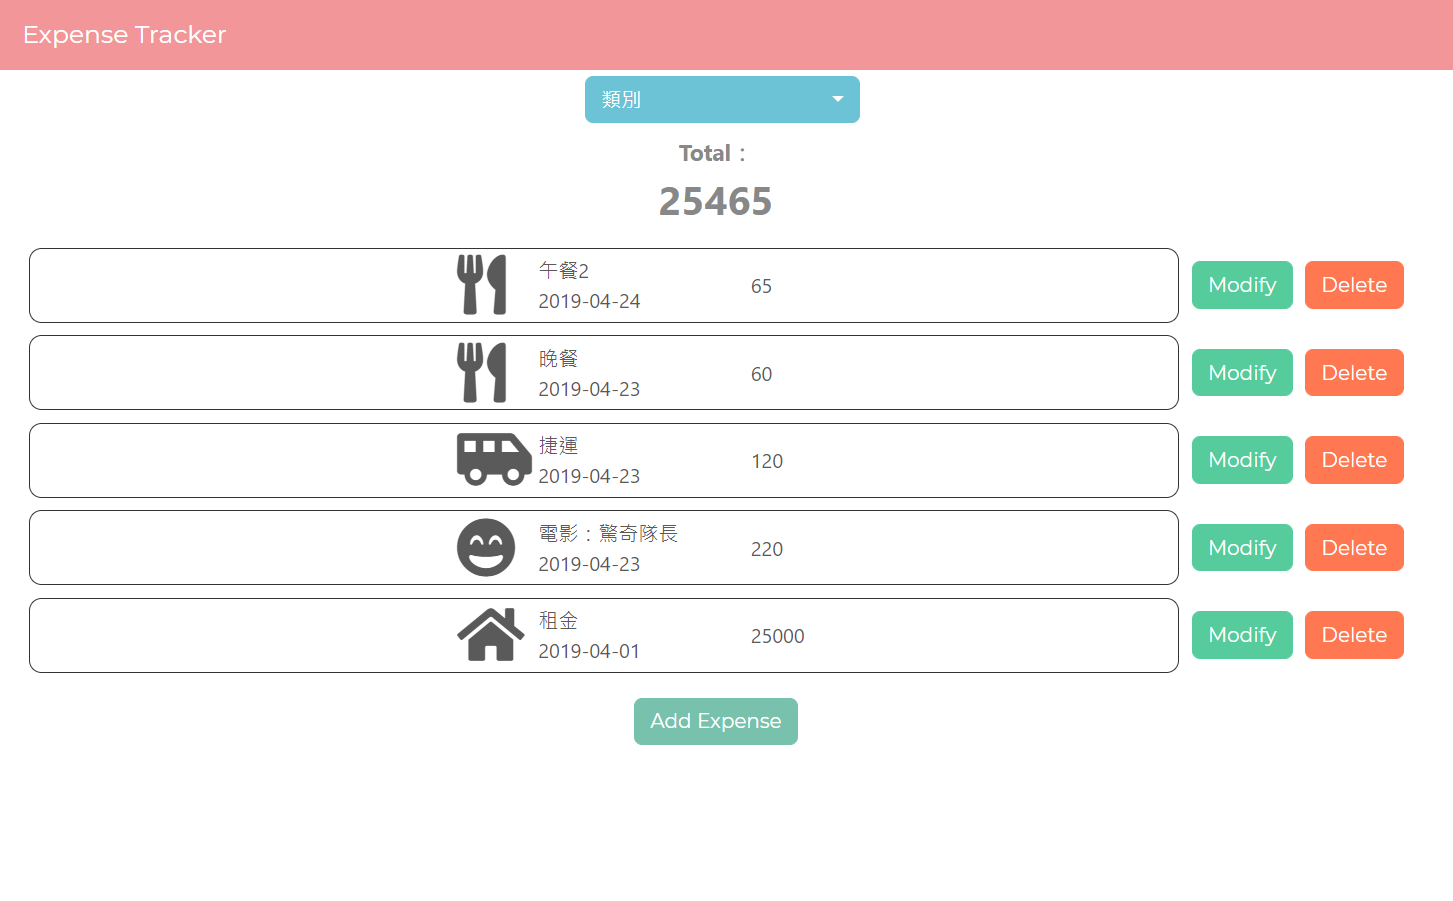 Expense Tracker
類別
Total：
25465
午餐2
2019-04-24
65
Modify
Delete
晚餐
2019-04-23
60
Modify
Delete
捷運
2019-04-23
120
Modify
Delete
電影：驚奇隊長
2019-04-23
220
Modify
Delete
租金
2019-04-01
25000
Modify
Delete
Add Expense